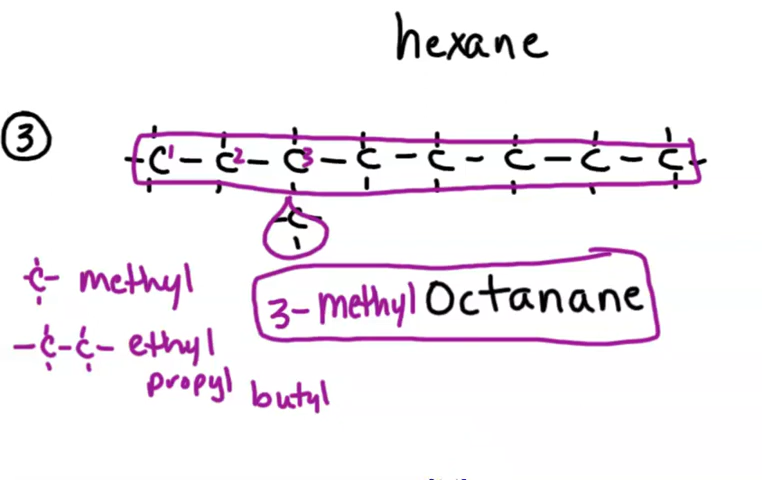 hexane
3
-C¹-C²-C³-C-C-C-C-C-
-C-
-C- methyl
3-methyl Octanane
-C-C- ethyl
propyl butyl